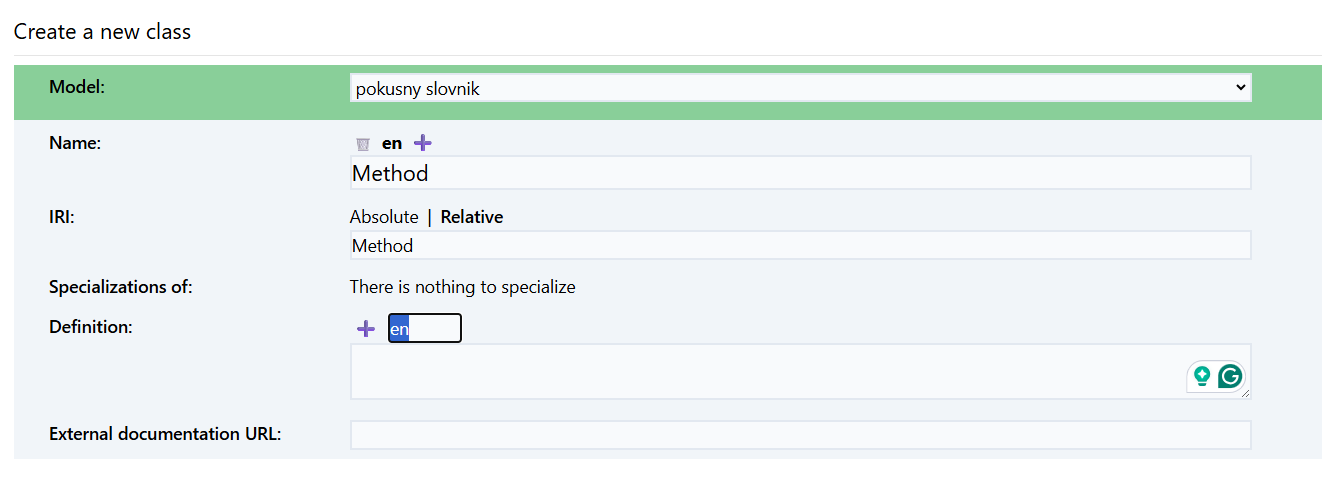 Create a new class
Model:
pokusny slovnik
Name:
en
Method
IRI:
Absolute | Relative
Method
Specializations of:
There is nothing to specialize
Definition:
en
External documentation URL: